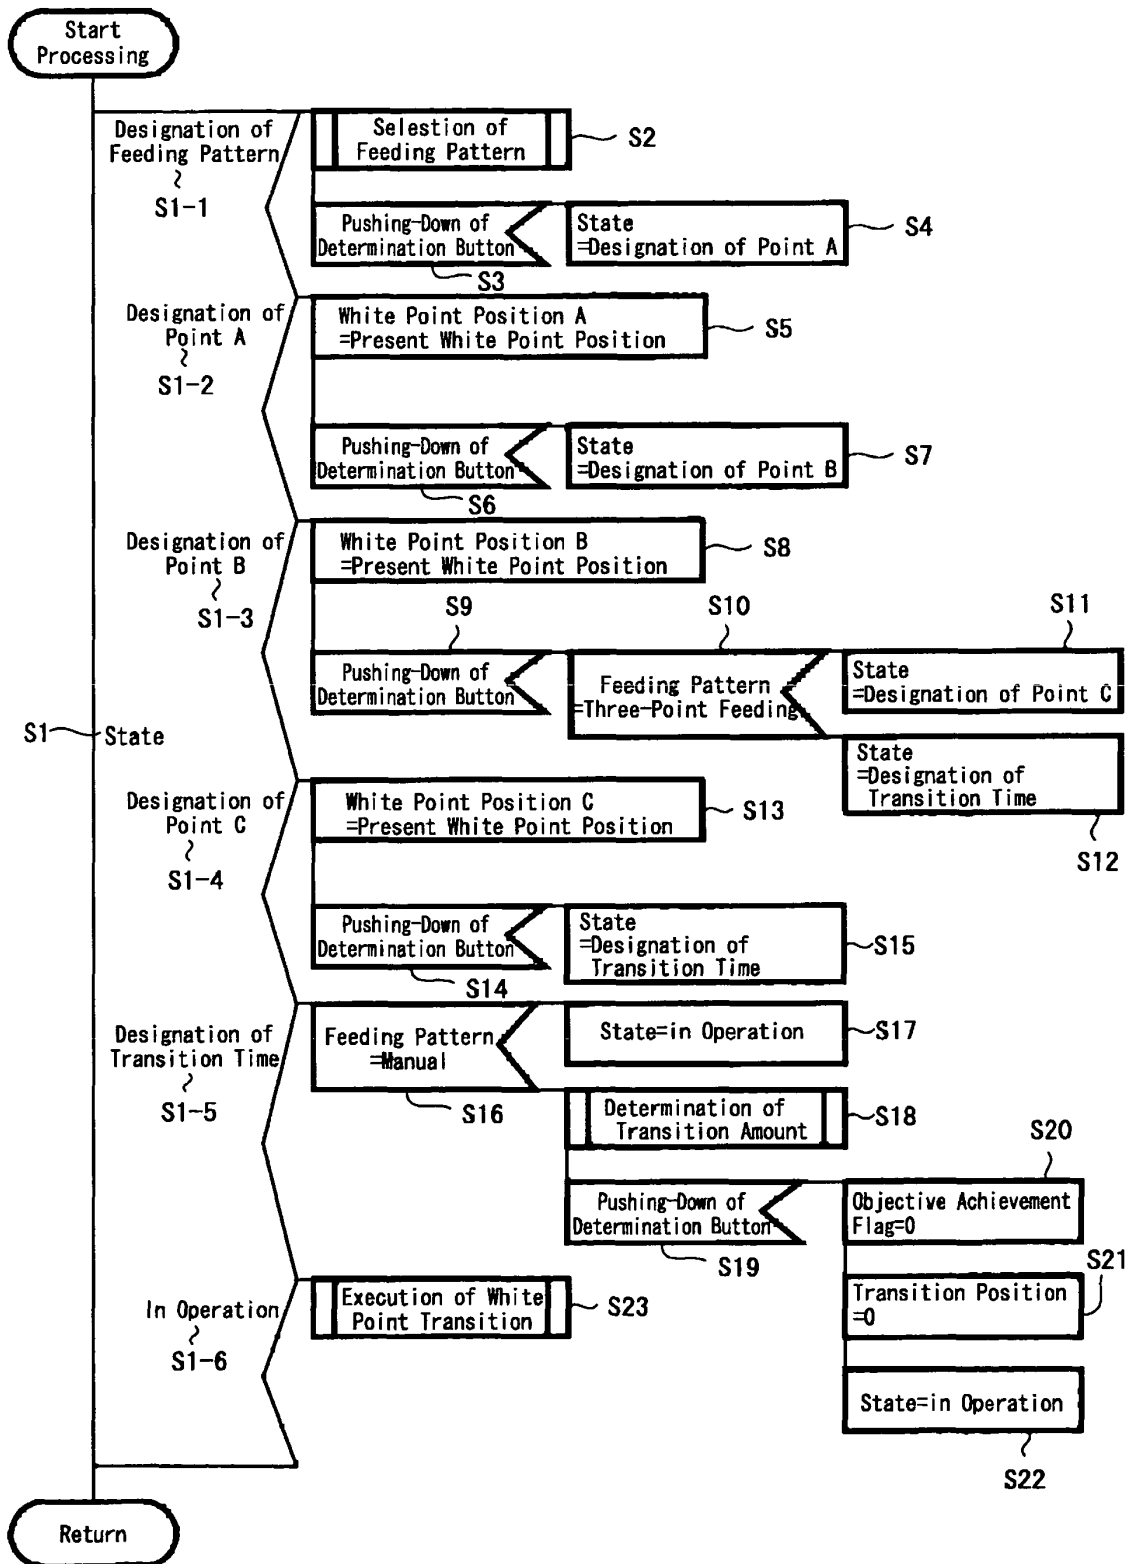 Start
Processing
Designation of
Feeding Pattern
S1-1
Selestion of
Feeding Pattern
S2
Pushing-Down of
Determination Button
S3
State
=Designation of Point A
S4
Designation of
Point A
S1-2
White Point Position A
=Present White Point Position
S5
Pushing-Down of
Determination Button
S6
State
=Designation of Point B
S7
Designation of
Point B
S1-3
White Point Position B
=Present White Point Position
S8
S9
Pushing-Down of
Determination Button
S10
Feeding Pattern
=Three-Point Feeding
S11
State
=Designation of Point C
State
=Designation of
Transition Time
S12
S1
State
Designation of
Point C
S1-4
White Point Position C
=Present White Point Position
S13
Pushing-Down of
Determination Button
S14
State
=Designation of
Transition Time
S15
Designation of
Transition Time
S1-5
Feeding Pattern
=Manual
S16
State=in Operation
S17
Determination of
Transition Amount
S18
Pushing-Down of
Determination Button
S19
S20
Objective Achievement
Flag=0
S21
Transition Position
=0
State=in Operation
S22
In Operation
S1-6
Execution of White
Point Transition
S23
Return